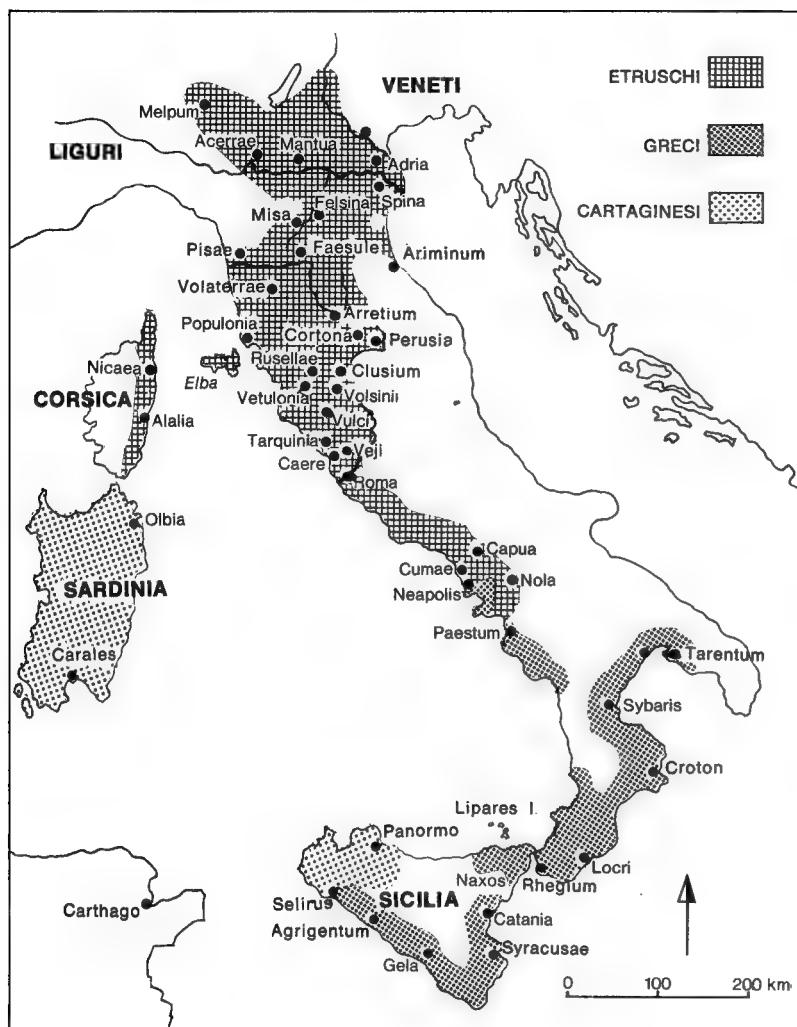 VENETI
ETRUSCHI
Melpum
Acerrae
Mantua
LIGURI
Adria
GRECI
Felsina
Spina
CARTAGINESI
Misa
Pisae
Faesule
Ariminum
Volaterrae
Arretium
Populonia
Cortona
Perusia
Rusellae
Clusium
Nicaea
Elba
Vetulonia
Volsinii
CORSICA
Alalia
Vulci
Tarquinia
Veji
Caere
Roma
Olbia
Capua
Cumae
Nola
SARDINIA
Neapolis
Paestum
Carales
Tarentum
Sybaris
Croton
Lipares I.
Panormo
Locri
Naxos
Rhegium
Selirus
SICILIA
Carthago
Catania
Agrigentum
Syracusae
Gela
0 100 200 km